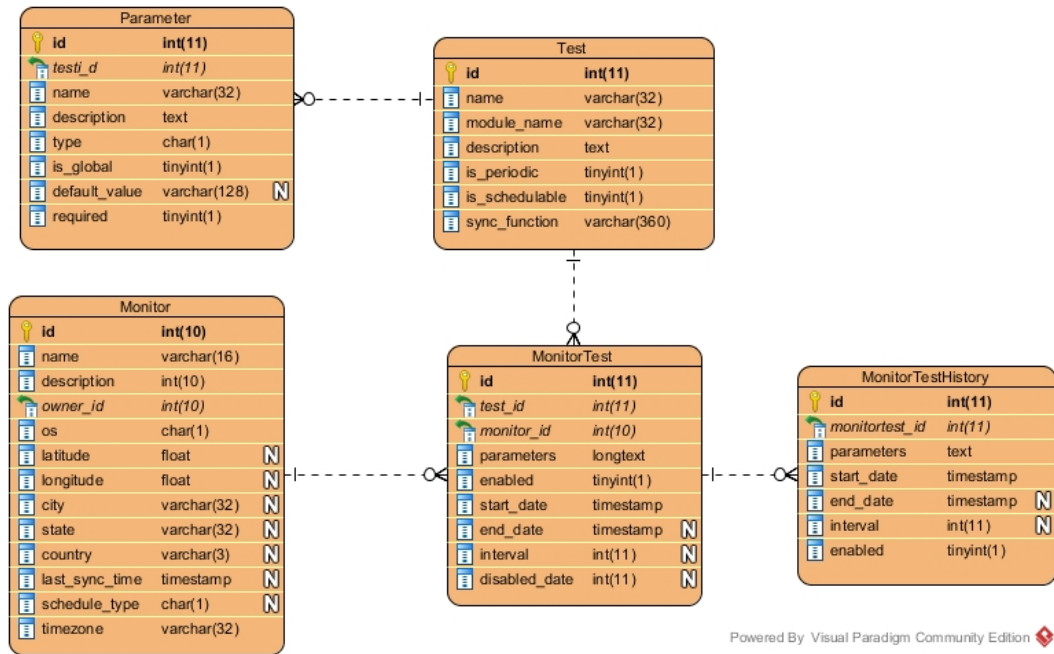 Parameter
id int(11)
testi_d int(11)
name varchar(32)
description text
type char(1)
is_global tinyint(1)
default_value varchar(128) N
required tinyint(1)
Test
id int(11)
name varchar(32)
module_name varchar(32)
description text
is_periodic tinyint(1)
is_schedulable tinyint(1)
sync_function varchar(360)
Monitor
id int(10)
name varchar(16)
description int(10)
owner_id int(10)
os char(1)
latitude float N
longitude float N
city varchar(32) N
state varchar(32) N
country varchar(3) N
last_sync_time timestamp N
schedule_type char(1) N
timezone varchar(32)
MonitorTest
id int(11)
test_id int(11)
monitor_id int(10)
parameters longtext
enabled tinyint(1)
start_date timestamp
end_date timestamp N
interval int(11) N
disabled_date int(11) N
MonitorTestHistory
id int(11)
monitortest_id int(11)
parameters text
start_date timestamp
end_date timestamp N
interval int(11) N
enabled tinyint(1)
Powered By Visual Paradigm Community Edition